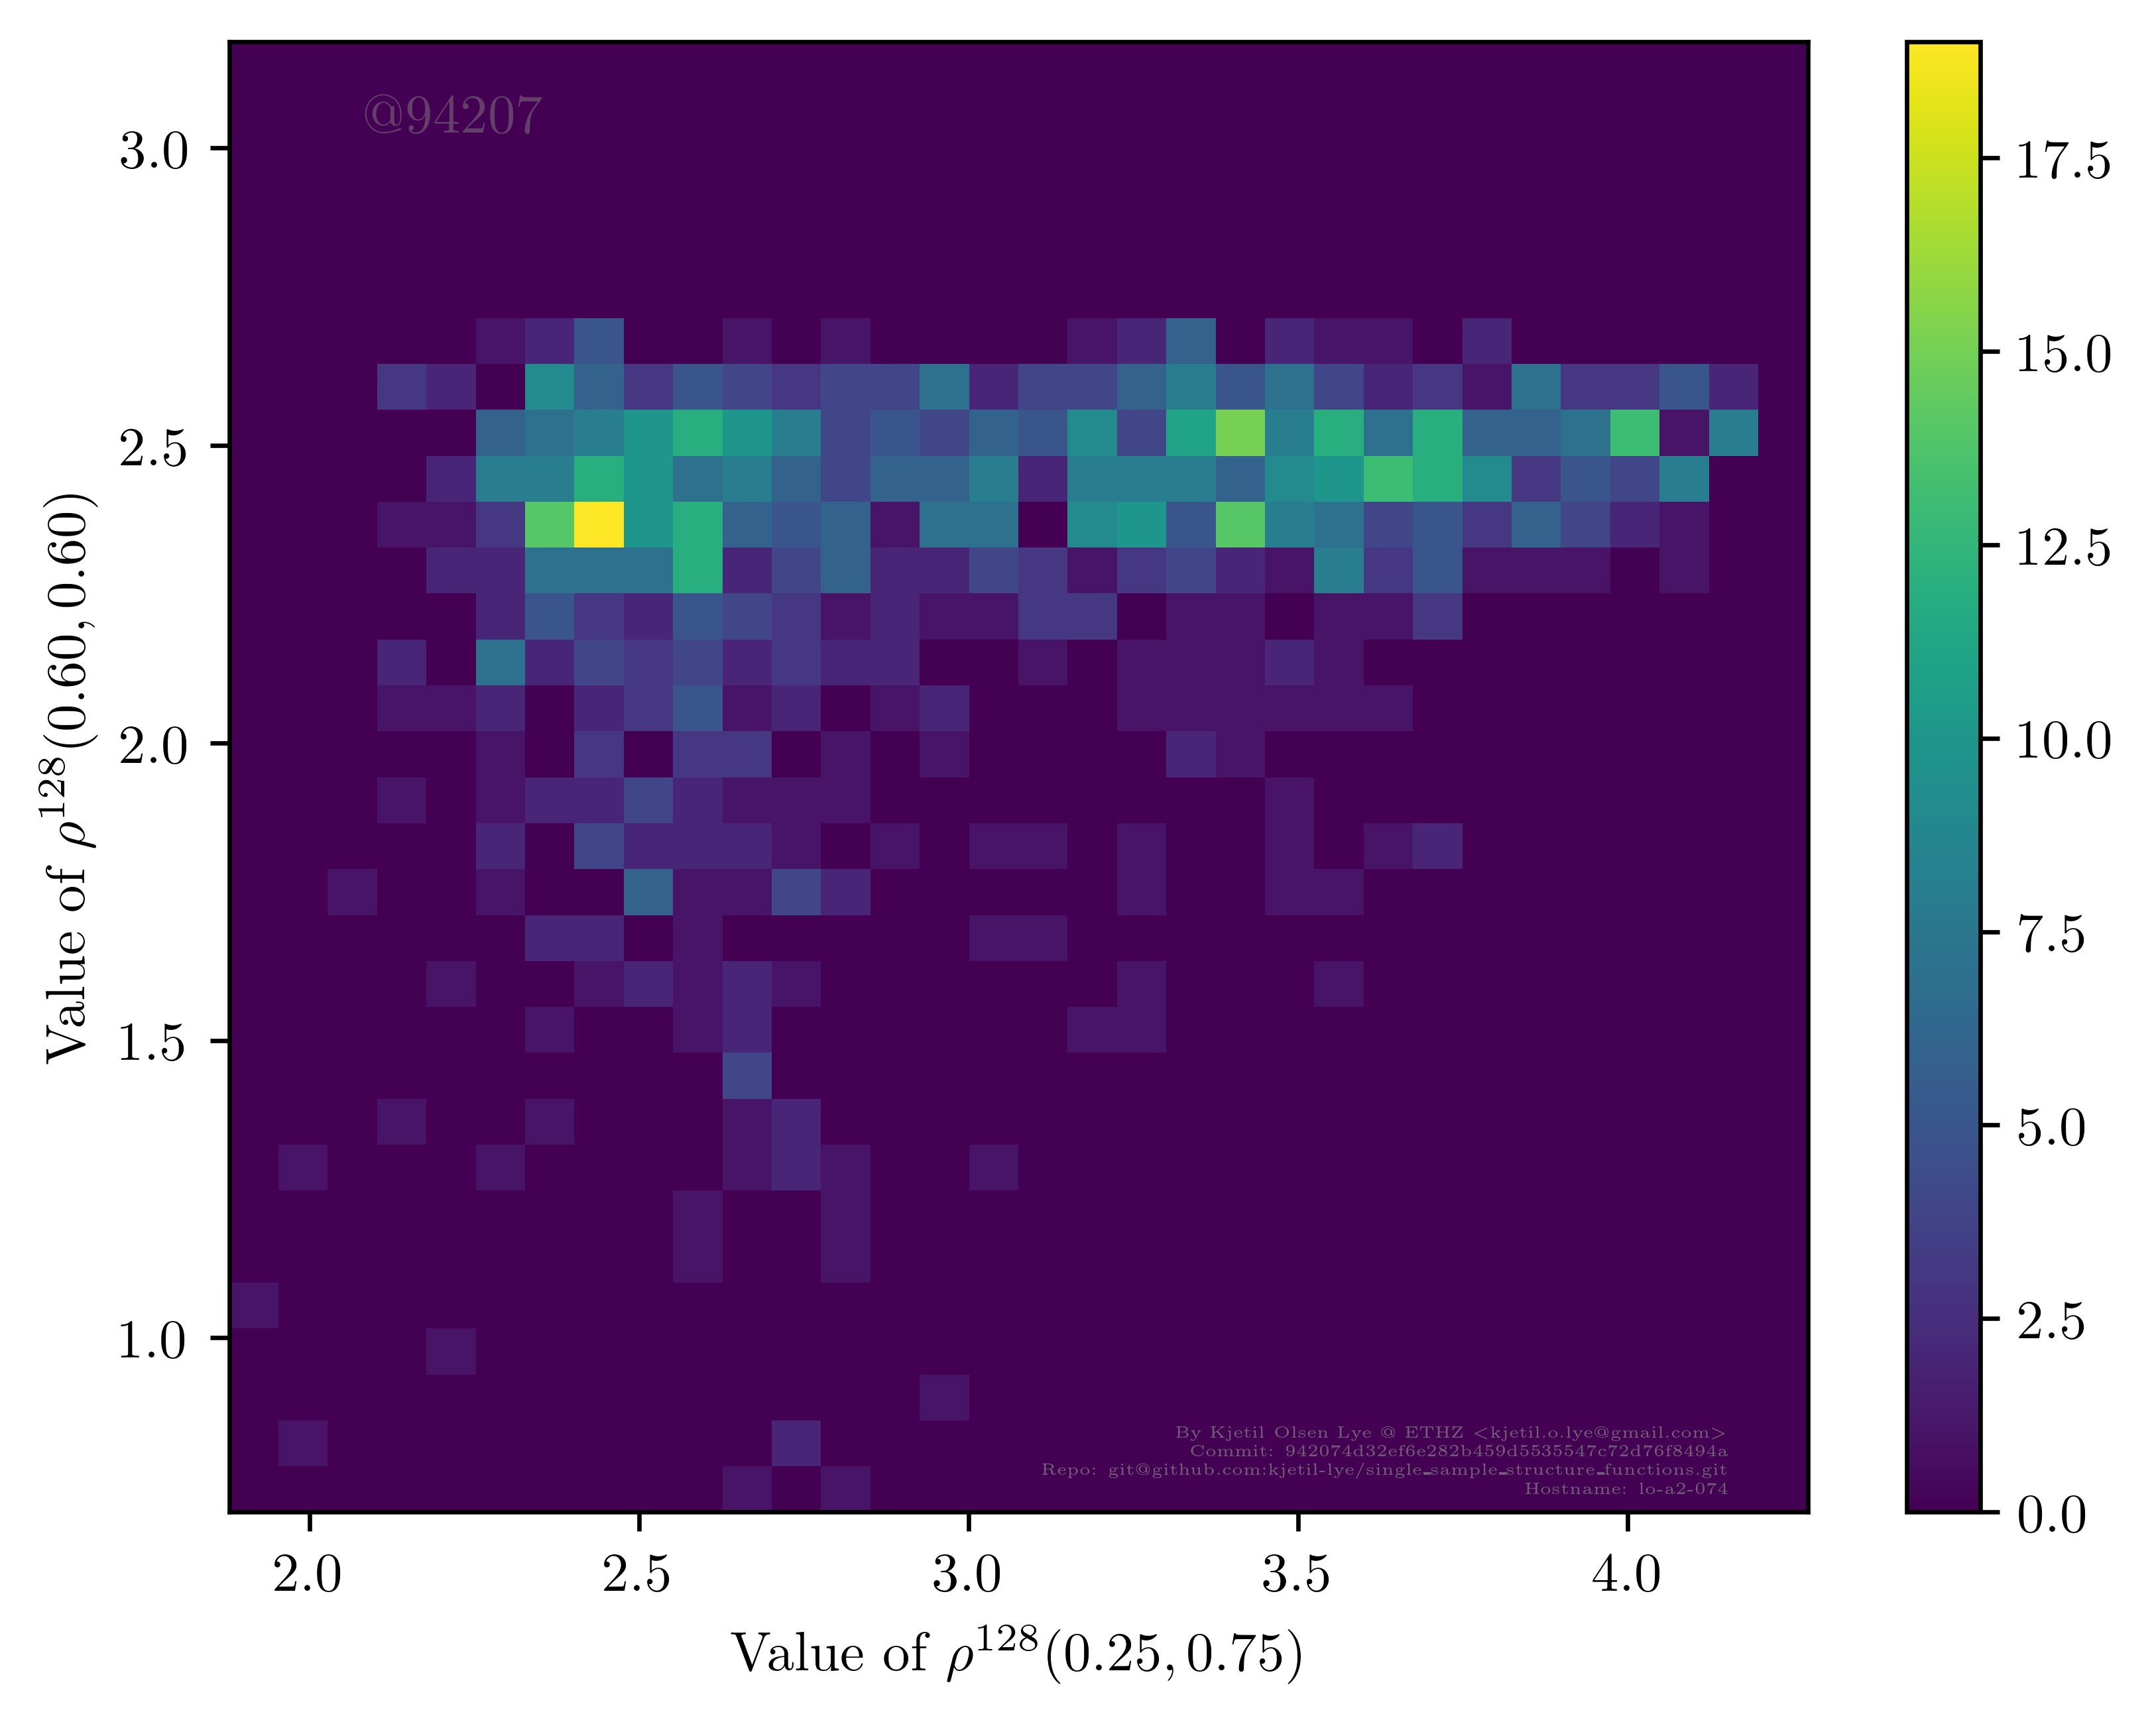 @94207
3.0
2.5
2.0
1.5
1.0
Value of ρ^128(0.60, 0.60)
2.0 2.5 3.0 3.5 4.0
Value of ρ^128(0.25, 0.75)
17.5
15.0
12.5
10.0
7.5
5.0
2.5
0.0
By Kjetil Olsen Lye @ ETHZ <kjetil.o.lye@gmail.com>
Commit: 942074d32ef6e282b459d5535547c72d76f8494a
Repo: git@github.com:kjetil-lye/single_sample_structure_functions.git
Hostname: lo-a2-074